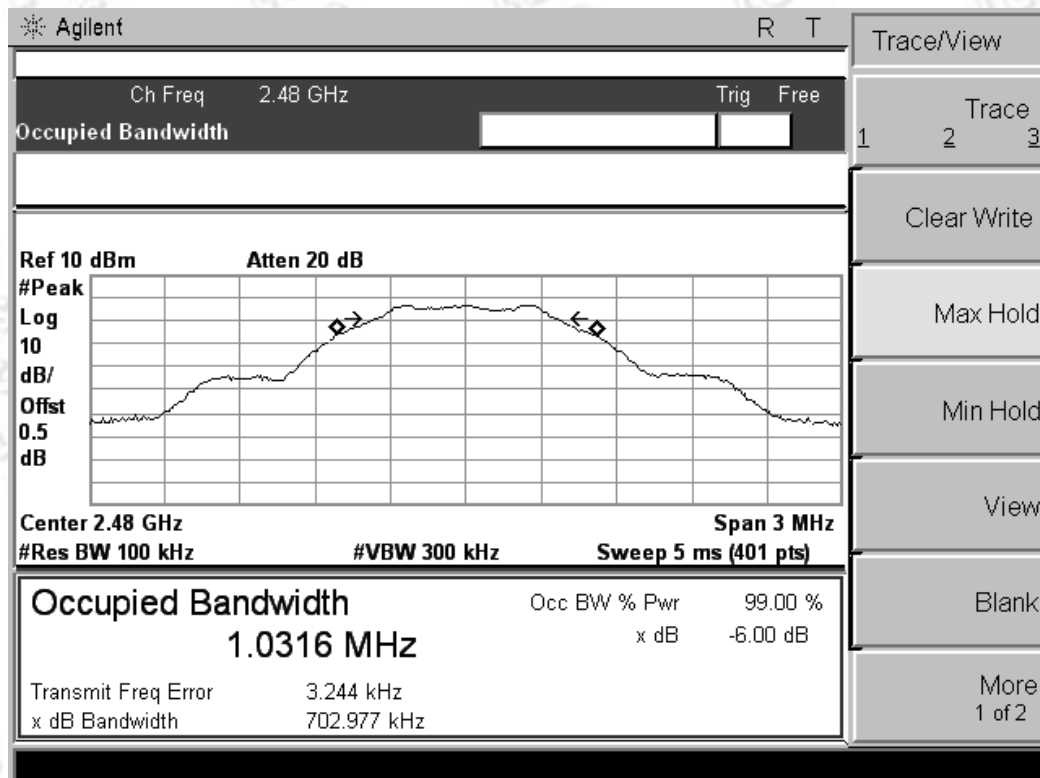 Agilent R T
Trace/View
Ch Freq 2.48 GHz Trig Free
Occupied Bandwidth
Trace
1 2 3
Clear Write
Max Hold
Min Hold
View
Blank
More
1 of 2
Ref 10 dBm Atten 20 dB
#Peak
Log
10
dB/
Offst
0.5
dB
Center 2.48 GHz Span 3 MHz
#Res BW 100 kHz #VBW 300 kHz Sweep 5 ms (401 pts)
Occupied Bandwidth Occ BW % Pwr 99.00 %
1.0316 MHz x dB -6.00 dB
Transmit Freq Error 3.244 kHz
x dB Bandwidth 702.977 kHz